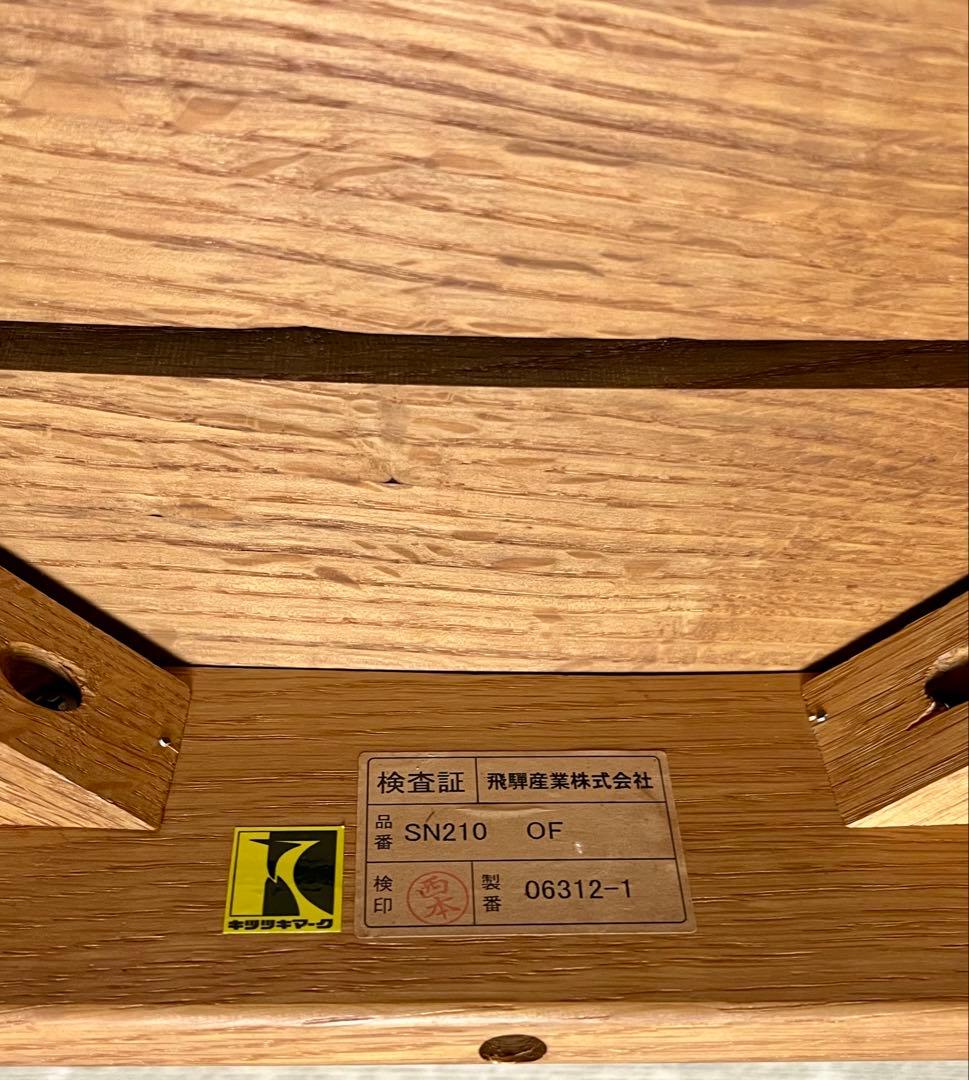 検査証 飛騨産業株式会社
品番 SN210 OF
検印 西本 製番 06312-1
キツツキマーク